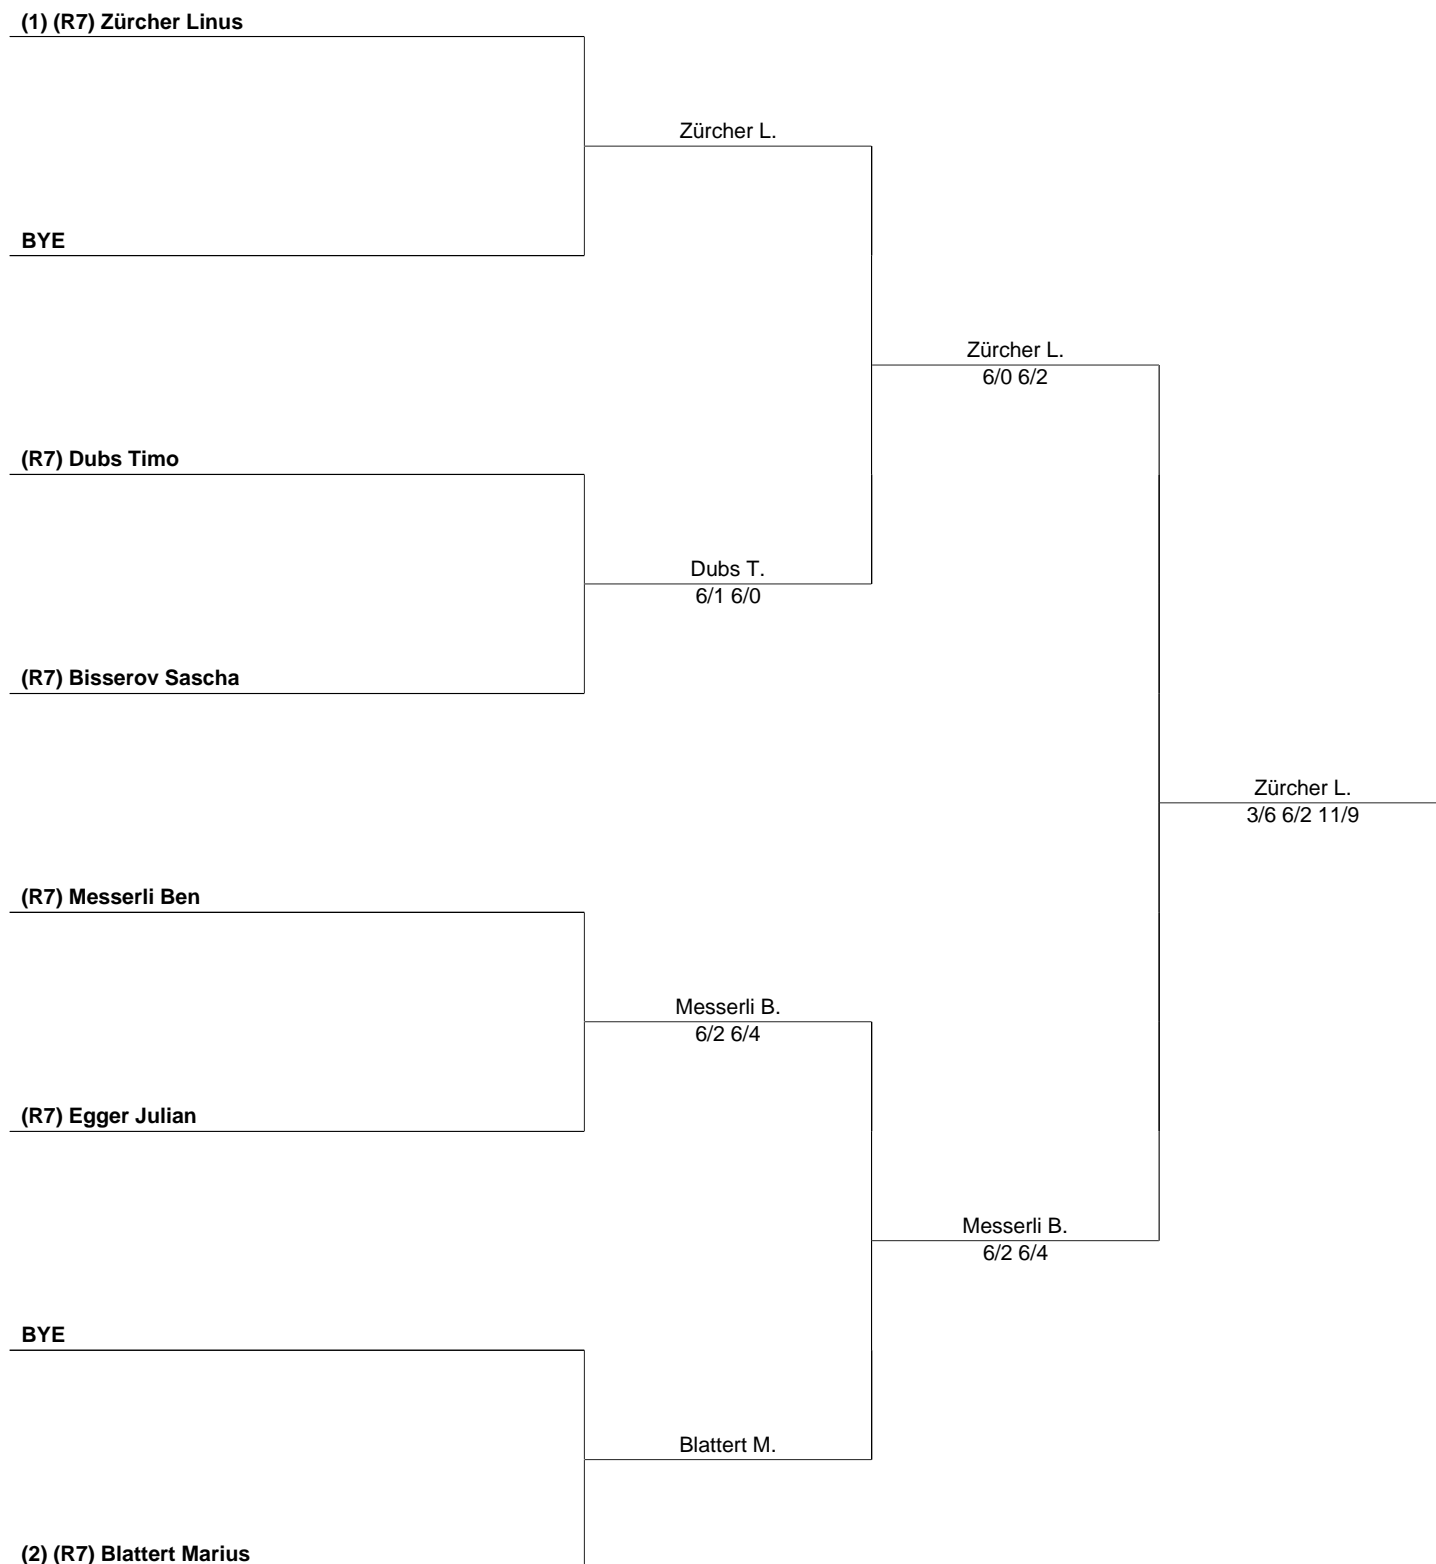 (1) (R7) Zürcher Linus
Zürcher L.
BYE
Zürcher L.
6/0 6/2
(R7) Dubs Timo
Dubs T.
6/1 6/0
(R7) Bisserov Sascha
Zürcher L.
3/6 6/2 11/9
(R7) Messerli Ben
Messerli B.
6/2 6/4
(R7) Egger Julian
Messerli B.
6/2 6/4
BYE
Blattert M.
(2) (R7) Blattert Marius